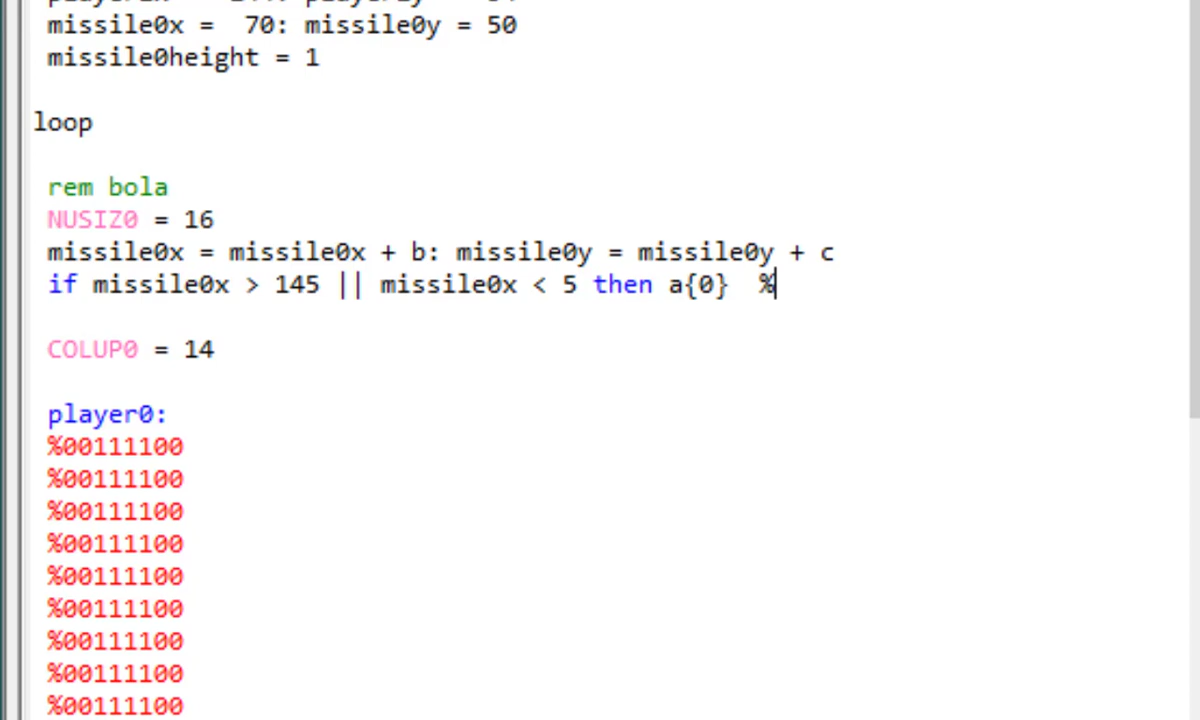 missile0x =  70: missile0y = 50
missile0height = 1
loop
rem bola
NUSIZ0 = 16
missile0x = missile0x + b: missile0y = missile0y + c
if missile0x > 145 || missile0x < 5 then a{0}  %
COLUP0 = 14
player0:
%00111100
%00111100
%00111100
%00111100
%00111100
%00111100
%00111100
%00111100
%00111100